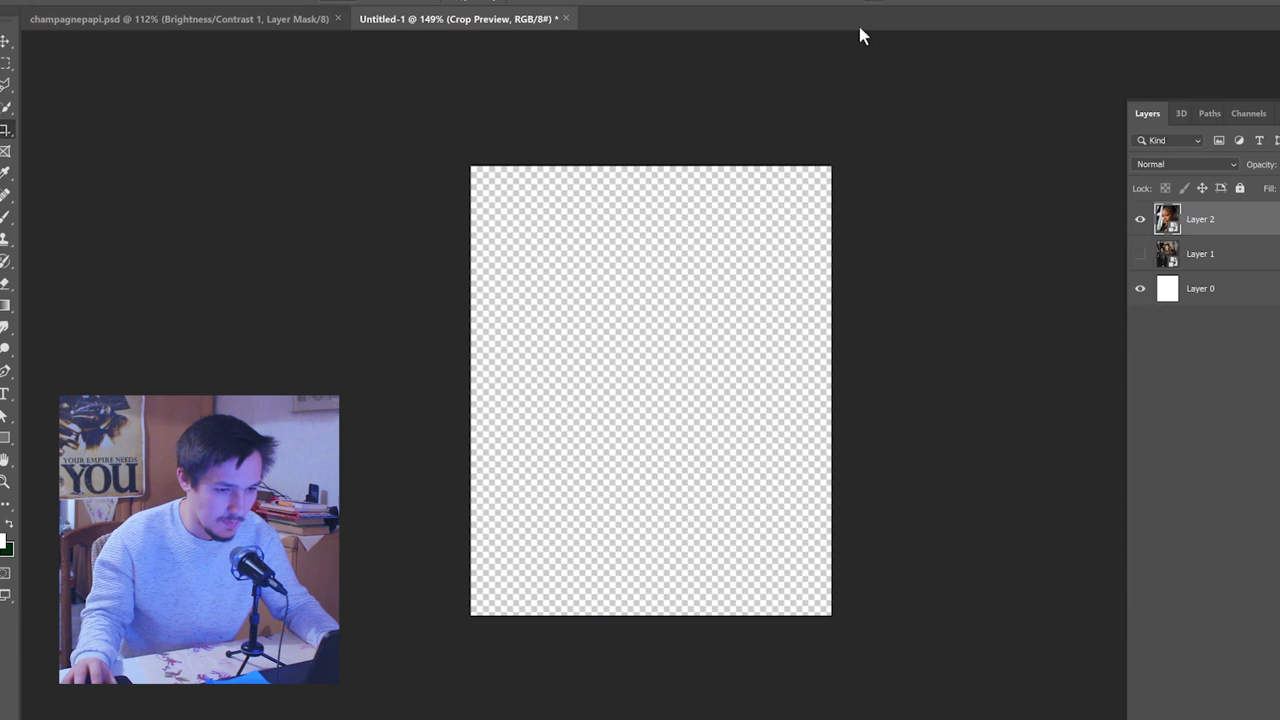 champagnepapi.psd @ 112% (Brightness/Contrast 1, Layer Mask/8) ×
Untitled-1 @ 149% (Crop Preview, RGB/8#) * ×
Layers 3D Paths Channels
Kind
Normal Opacity:
Lock: Fill:
Layer 2
Layer 1
Layer 0
YOUR EMPIRE NEEDS
YOU